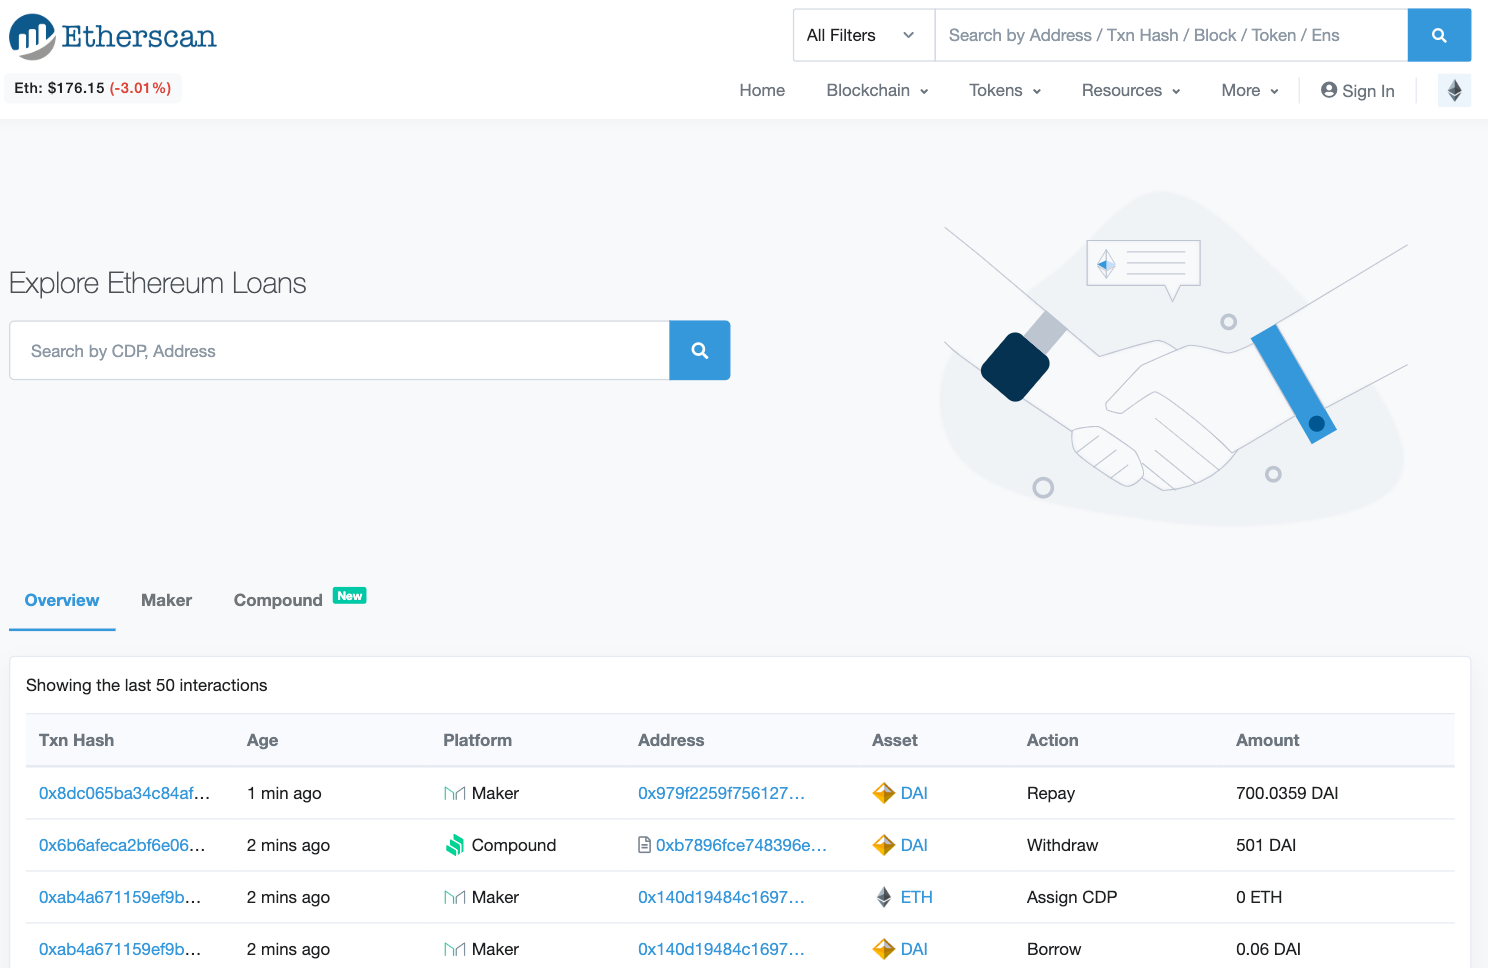 Etherscan
All Filters
Search by Address / Txn Hash / Block / Token / Ens
Eth: $176.15 (-3.01%)
Home Blockchain Tokens Resources More Sign In
Explore Ethereum Loans
Search by CDP, Address
Overview Maker Compound New
Showing the last 50 interactions
Txn Hash Age Platform Address Asset Action Amount
0x8dc065ba34c84af... 1 min ago Maker 0x979f2259f756127... DAI Repay 700.0359 DAI
0x6b6afeca2bf6e06... 2 mins ago Compound 0xb7896fce748396e... DAI Withdraw 501 DAI
0xab4a671159ef9b... 2 mins ago Maker 0x140d19484c1697... ETH Assign CDP 0 ETH
0xab4a671159ef9b... 2 mins ago Maker 0x140d19484c1697... DAI Borrow 0.06 DAI